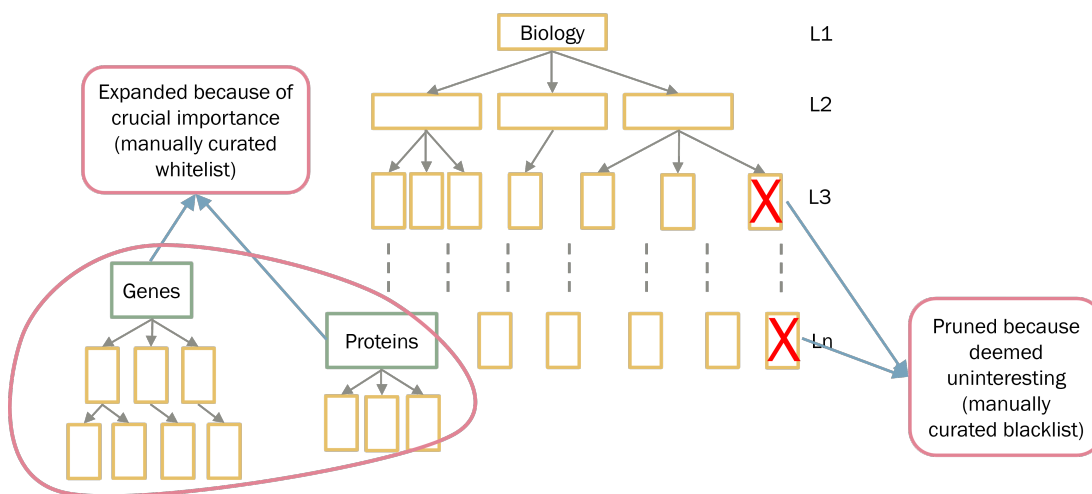 Biology
L1
Expanded because of
crucial importance
(manually curated
whitelist)
L2
X
L3
Genes
Proteins
X
Ln
Pruned because
deemed
uninteresting
(manually
curated blacklist)